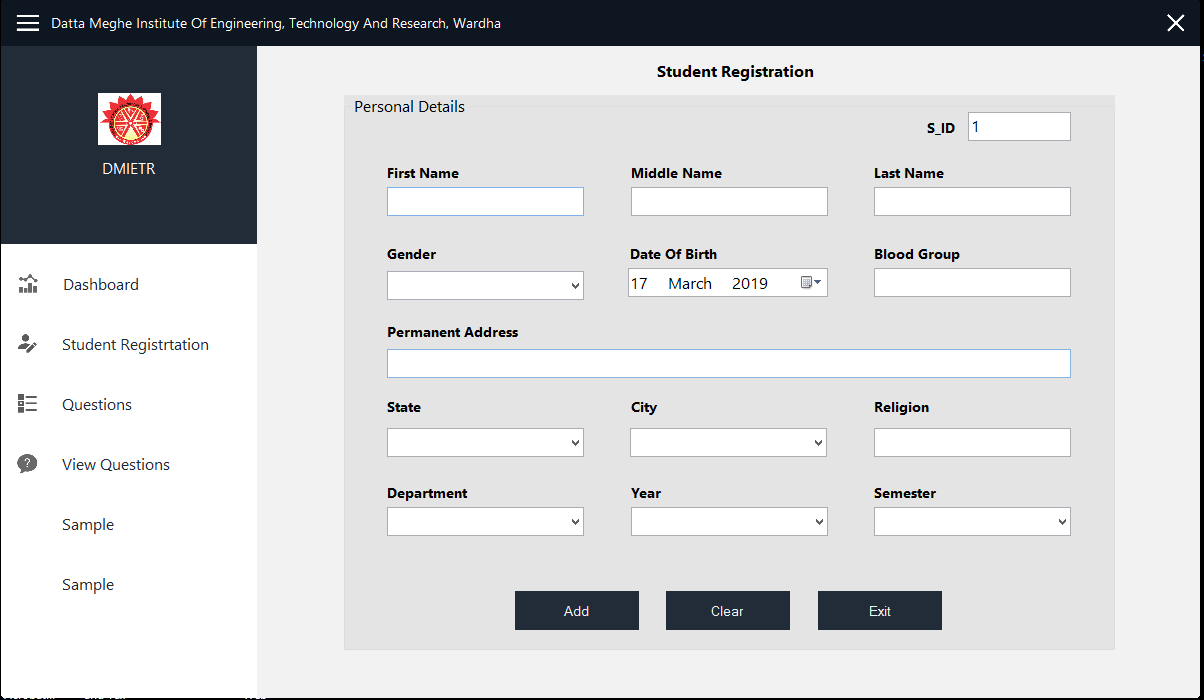 Datta Meghe Institute Of Engineering, Technology And Research, Wardha
DMIETR
Dashboard
Student Registrtation
Questions
View Questions
Sample
Sample
Student Registration
Personal Details
S_ID 1
First Name Middle Name Last Name
Gender Date Of Birth Blood Group
17 March 2019
Permanent Address
State City Religion
Department Year Semester
Add Clear Exit